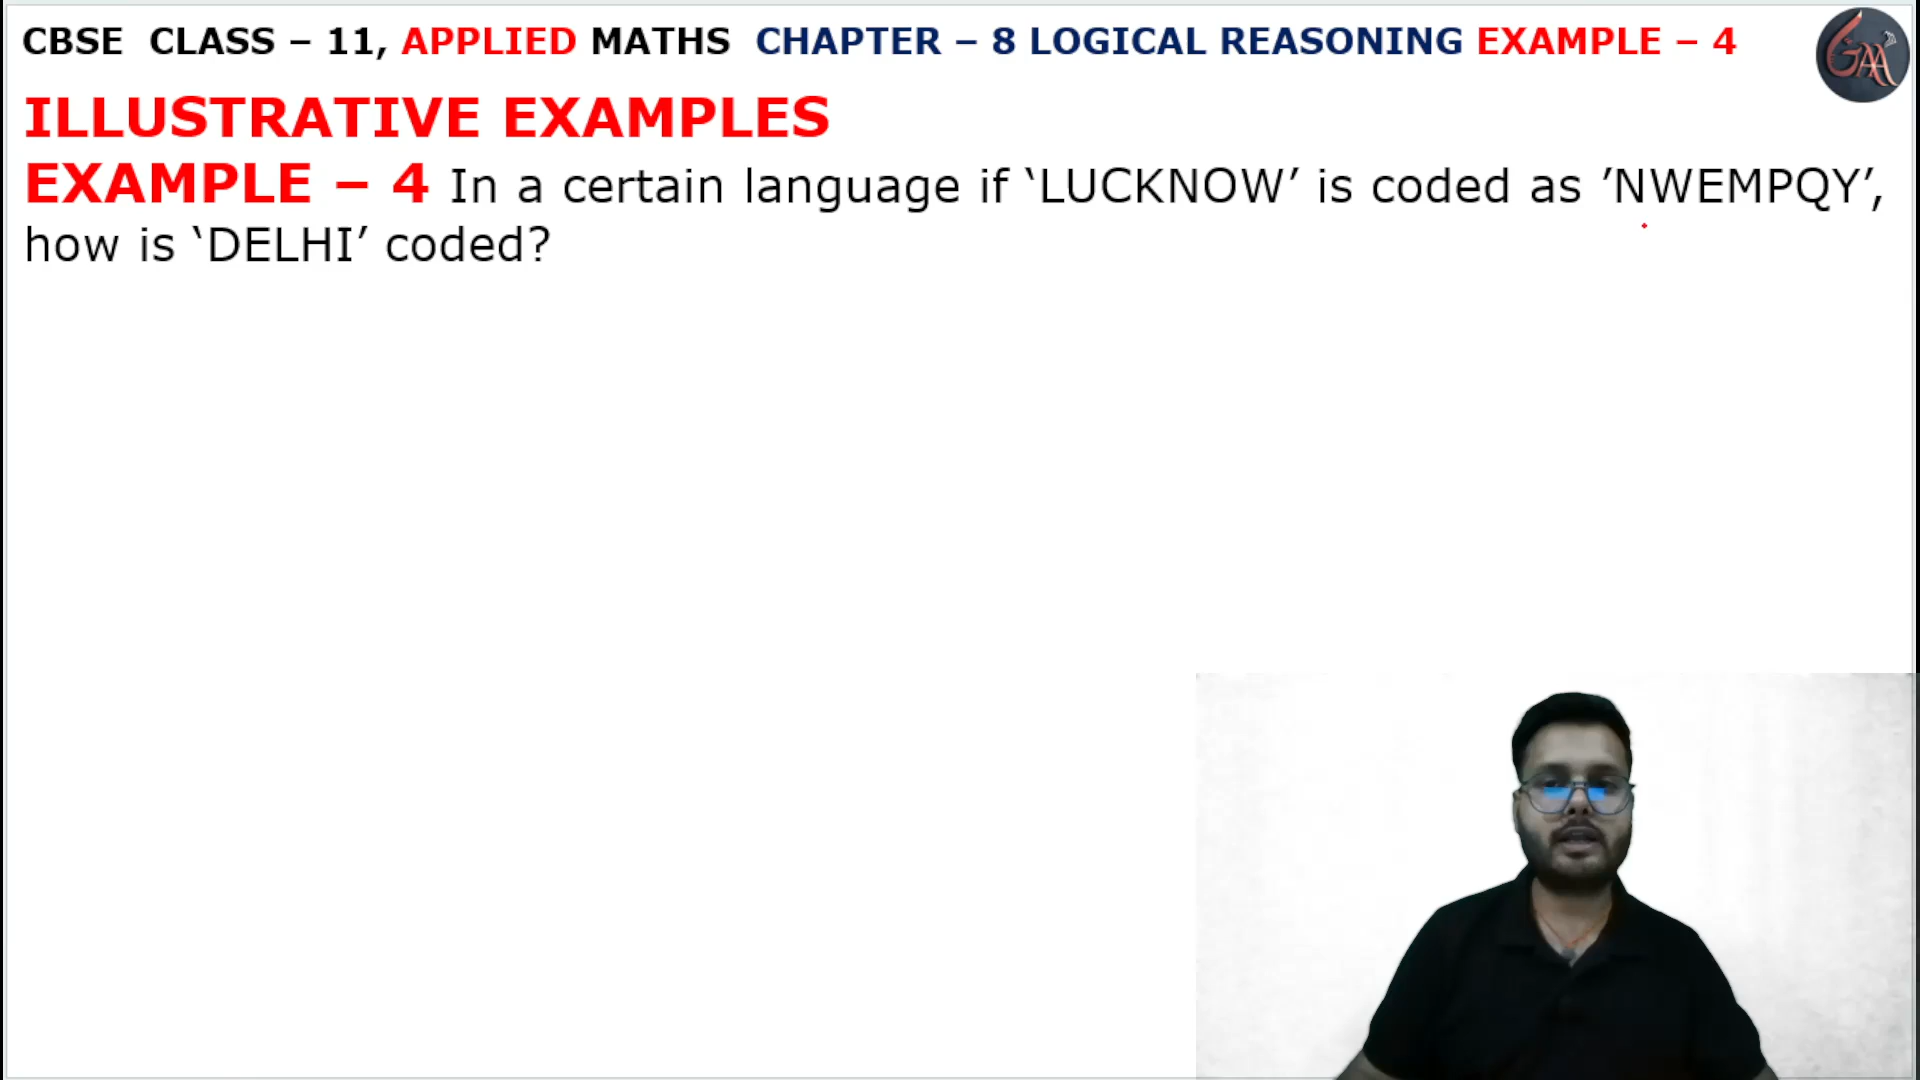 CBSE CLASS – 11, APPLIED MATHS CHAPTER – 8 LOGICAL REASONING EXAMPLE – 4
ILLUSTRATIVE EXAMPLES
EXAMPLE – 4 In a certain language if ‘LUCKNOW’ is coded as ’NWEMPQY’,
how is ‘DELHI’ coded?